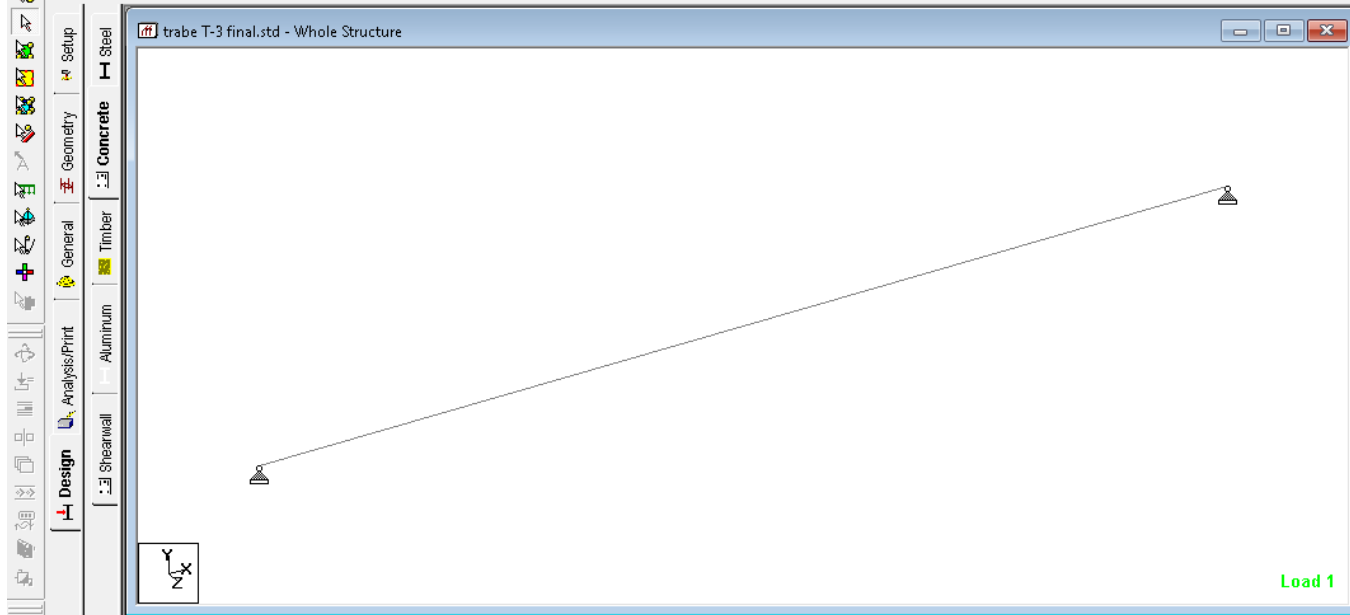 trabe T-3 final.std - Whole Structure
Setup
Geometry
General
Analysis/Print
Design
Steel
Concrete
Timber
Aluminum
Shearwall
Y
X
Z
Load 1